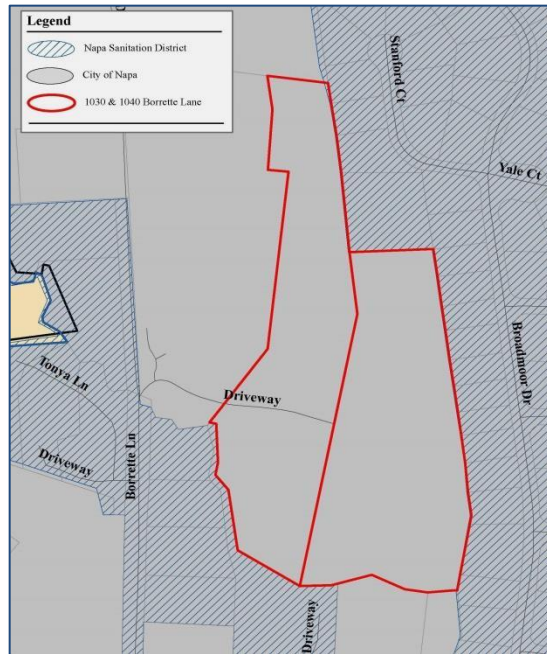 Legend
Napa Sanitation District
City of Napa
1030 & 1040 Borrette Lane
Stanford Ct
Yale Ct
Broadmoor Dr
Tonya Ln
Driveway
Driveway
Borrette Ln
Driveway